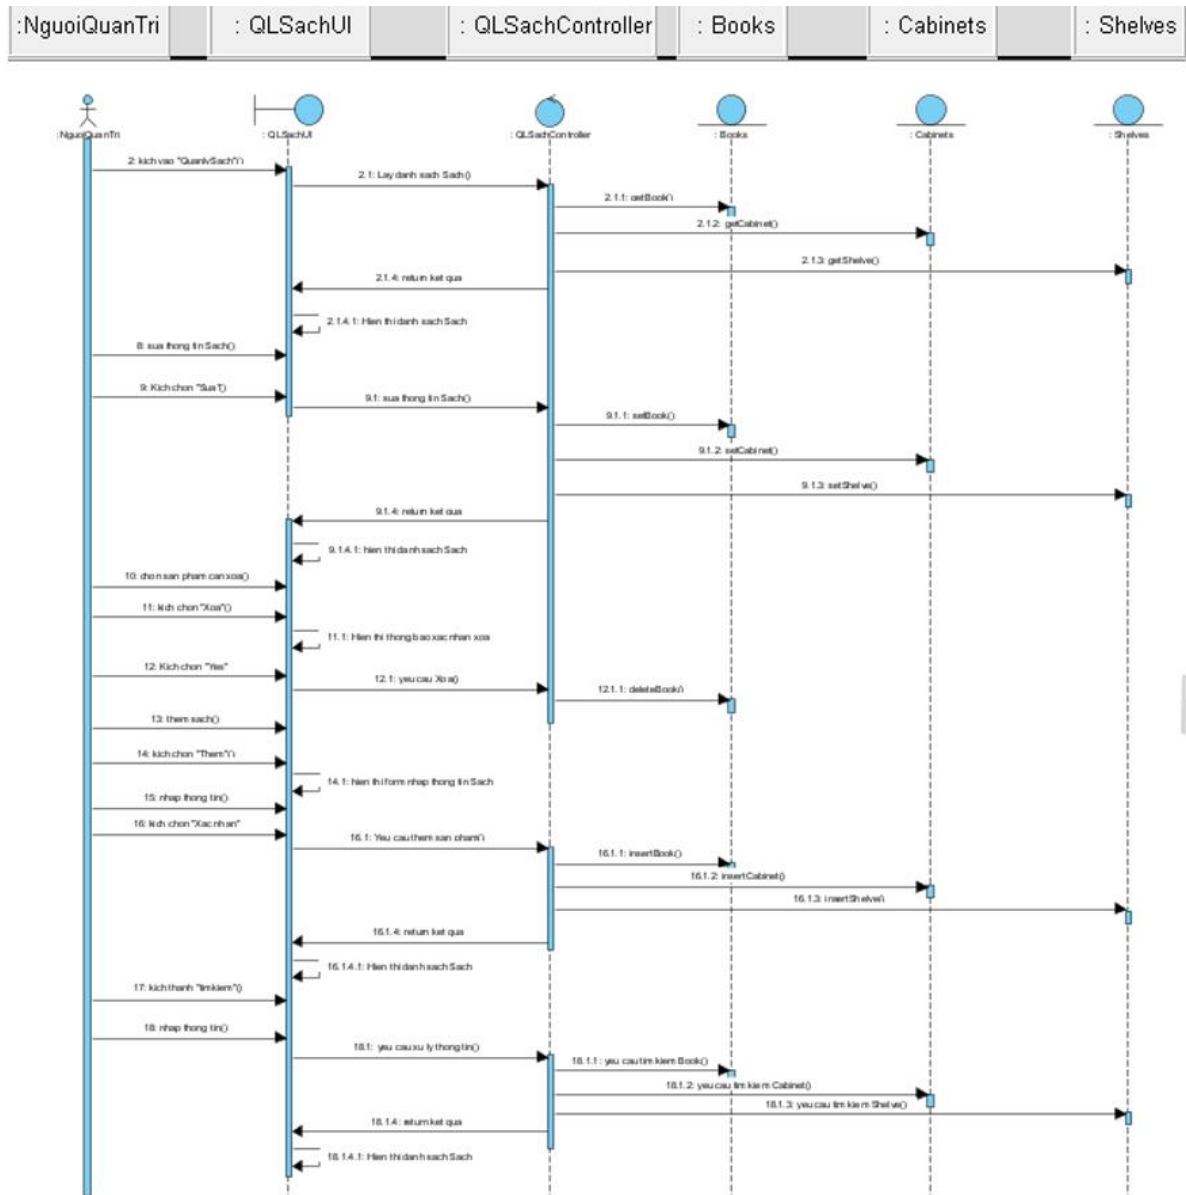 :NguoiQuanTri : QLSachUI : QLSachController : Books : Cabinets : Shelves
:NguoiQuanTri : QLSachUI : QLSachController : Books : Cabinets : Shelves
2: kich vao "QuanlySach"()
2.1: Lay danh sach Sach()
2.1.1: getBook()
2.1.2: getCabinet()
2.1.3: getShelve()
2.1.4: return ket qua
2.1.4.1: Hien thi danh sach Sach
8: sua thong tin Sach()
9: Kich chon "Sua"()
9.1: sua thong tin Sach()
9.1.1: setBook()
9.1.2: setCabinet()
9.1.3: setShelve()
9.1.4: return ket qua
9.1.4.1: hien thi danh sach Sach
10: chon san pham can xoa()
11: kich chon "Xoa"()
11.1: Hien thi thong bao xac nhan xoa
12: Kich chon "Yes"
12.1: yeu cau Xoa()
12.1.1: deleteBook()
13: them sach()
14: kich chon "Them"()
14.1: hien thi form nhap thong tin Sach
15: nhap thong tin()
16: kich chon "Xac nhan"
16.1: Yeu cau them san pham()
16.1.1: insertBook()
16.1.2: insertCabinet()
16.1.3: insertShelve()
16.1.4: return ket qua
16.1.4.1: Hien thi danh sach Sach
17: kich thanh "timkiem"()
18: nhap thong tin()
18.1: yeu cau xu ly thong tin()
18.1.1: yeu cau tim kiem Book()
18.1.2: yeu cau tim kiem Cabinet()
18.1.3: yeu cau tim kiem Shelve()
18.1.4: return ket qua
18.1.4.1: Hien thi danh sach Sach